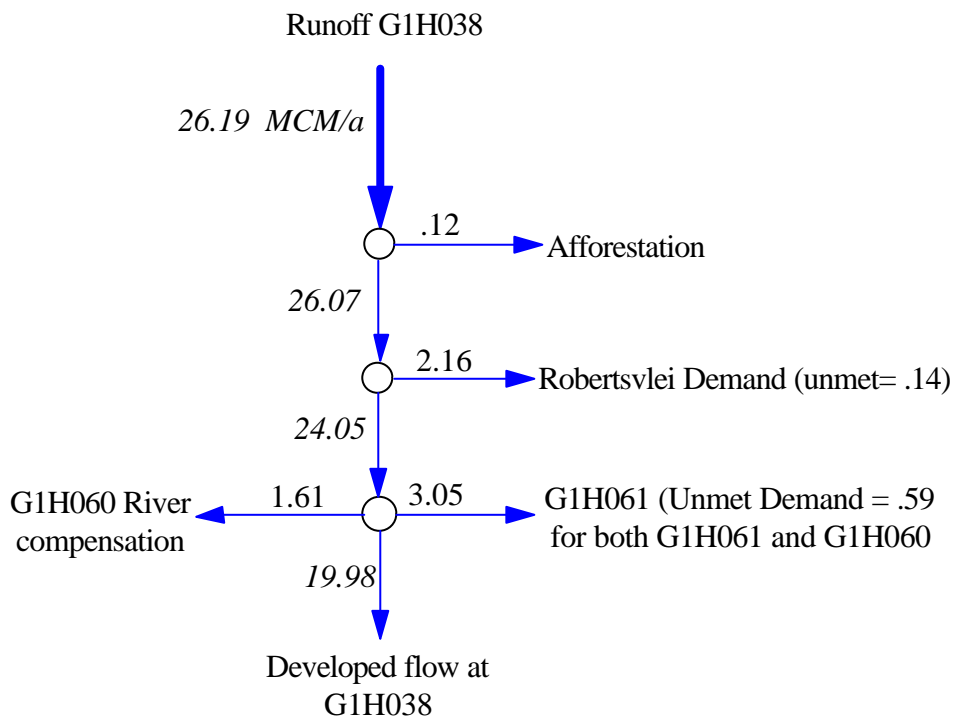 Runoff G1H038
26.19 MCM/a
.12
Afforestation
26.07
2.16
Robertsvlei Demand (unmet= .14)
24.05
G1H060 River
compensation
1.61
3.05
G1H061 (Unmet Demand = .59
for both G1H061 and G1H060
19.98
Developed flow at
G1H038